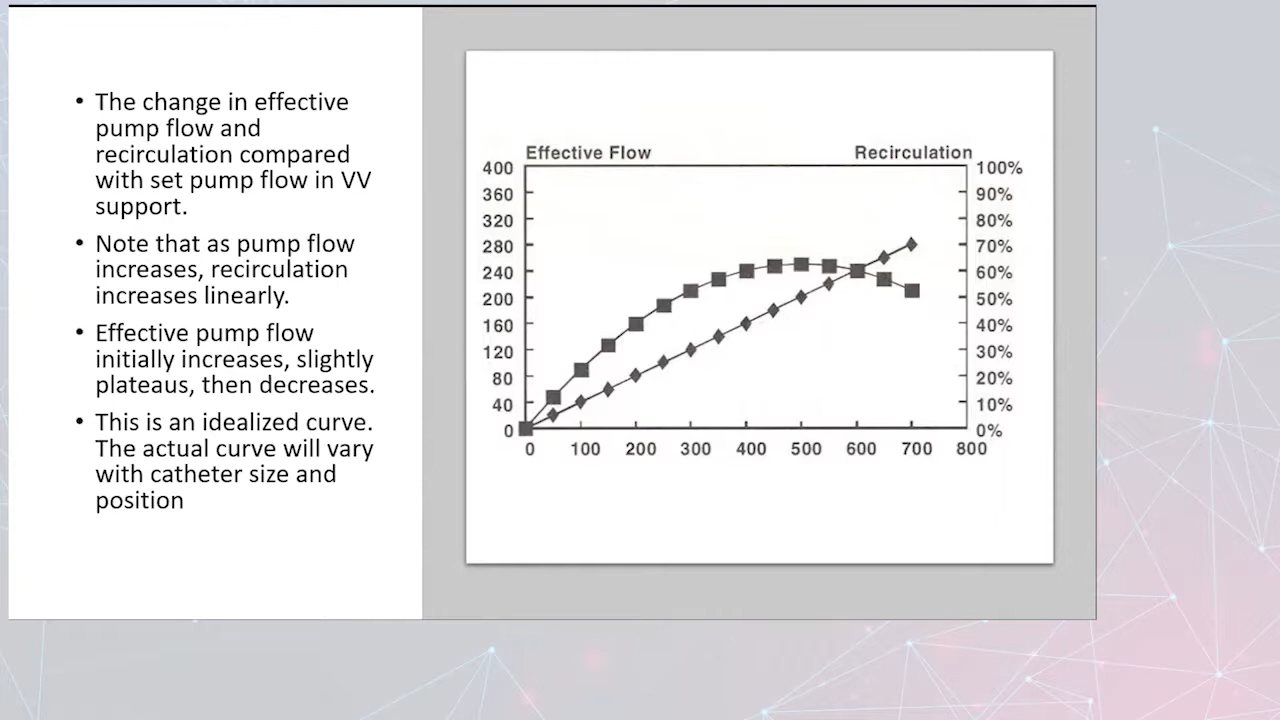 • The change in effective
pump flow and
recirculation compared
with set pump flow in VV
support.
• Note that as pump flow
increases, recirculation
increases linearly.
• Effective pump flow
initially increases, slightly
plateaus, then decreases.
• This is an idealized curve.
The actual curve will vary
with catheter size and
position
Effective Flow Recirculation
400 100%
360 90%
320 80%
280 70%
240 60%
200 50%
160 40%
120 30%
80 20%
40 10%
0 0%
0 100 200 300 400 500 600 700 800